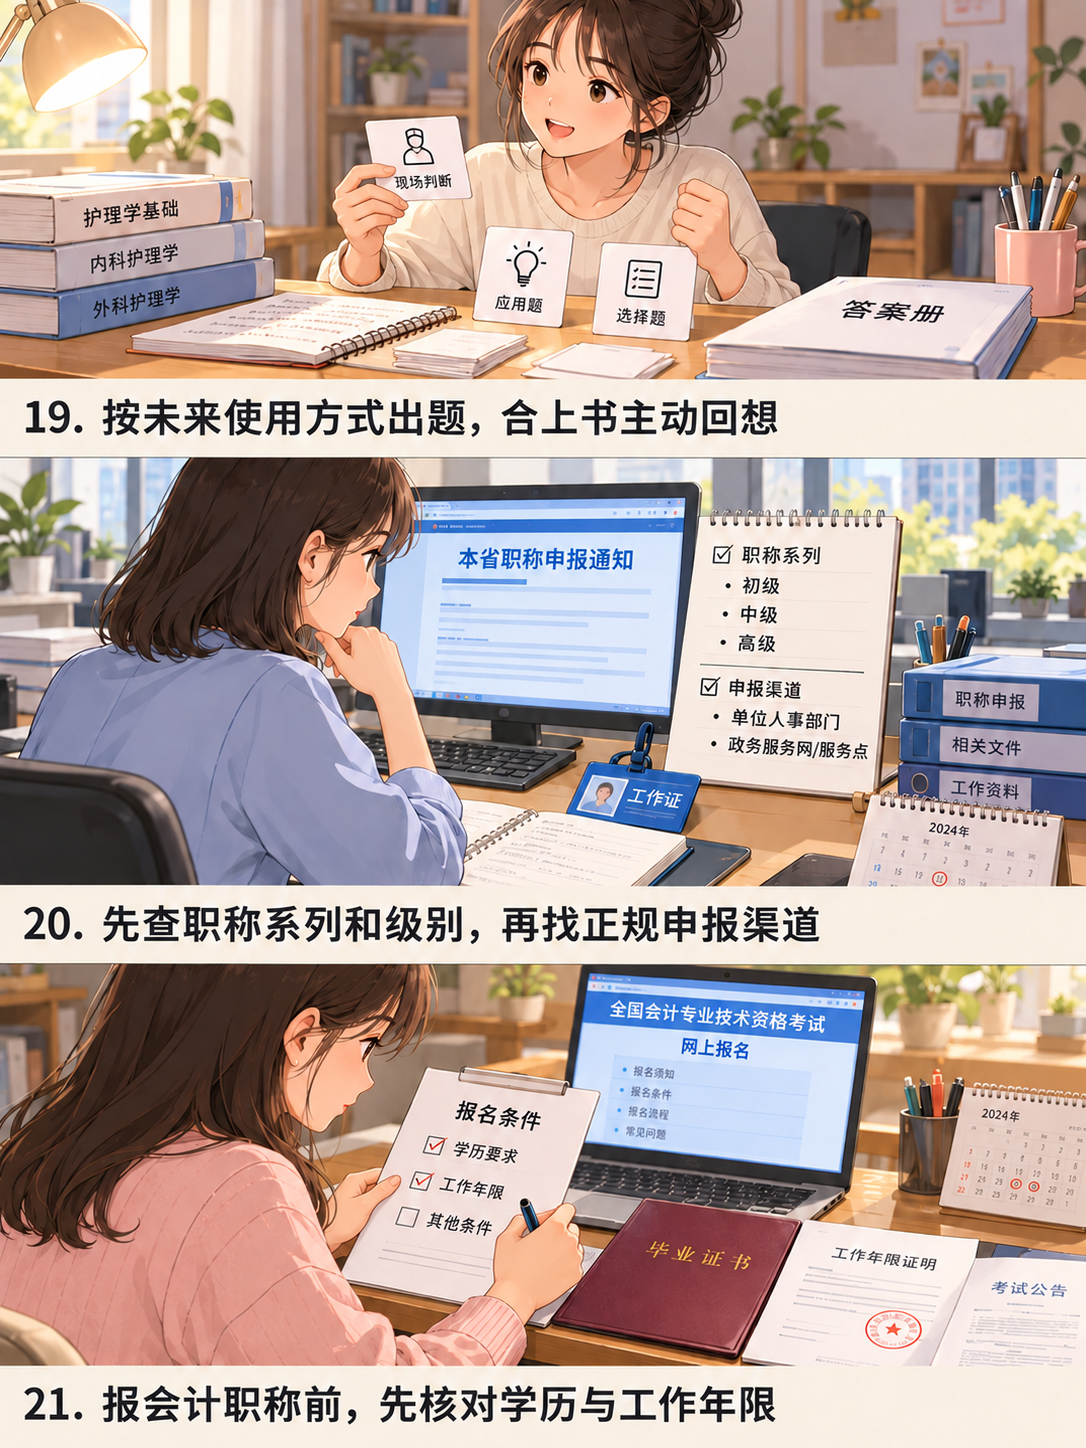 现场判断
护理学基础
内科护理学
外科护理学
应用题
选择题
答案册
19. 按未来使用方式出题，合上书主动回想
本省职称申报通知
职称系列
• 初级
• 中级
• 高级
申报渠道
• 单位人事部门
• 政务服务网/服务点
工作证
职称申报
相关文件
工作资料
2024年
20. 先查职称系列和级别，再找正规申报渠道
全国会计专业技术资格考试
网上报名
• 报名须知
• 报名条件
• 报名流程
• 常见问题
报名条件
学历要求
工作年限
其他条件
2024年
毕业证书
工作年限证明
考试公告
21. 报会计职称前，先核对学历与工作年限